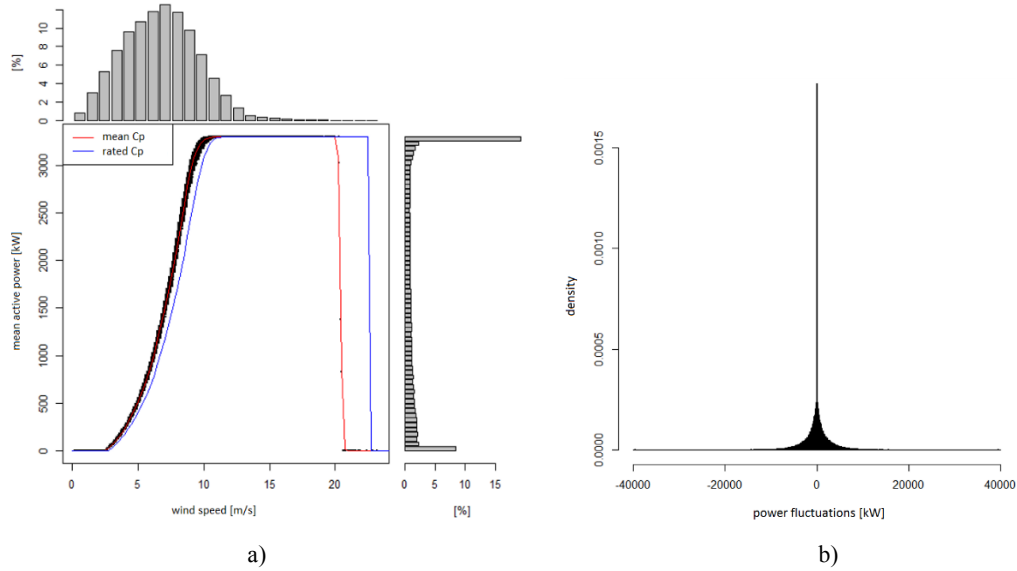 [%]
10
8
6
4
2
0
mean Cp
rated Cp
mean active power [kW]
3000
2500
2000
1500
1000
500
0
0 5 10 15 20
wind speed [m/s]
0 5 10 15
[%]
a)
density
0.0015
0.0010
0.0005
0.0000
-40000 -20000 0 20000 40000
power fluctuations [kW]
b)